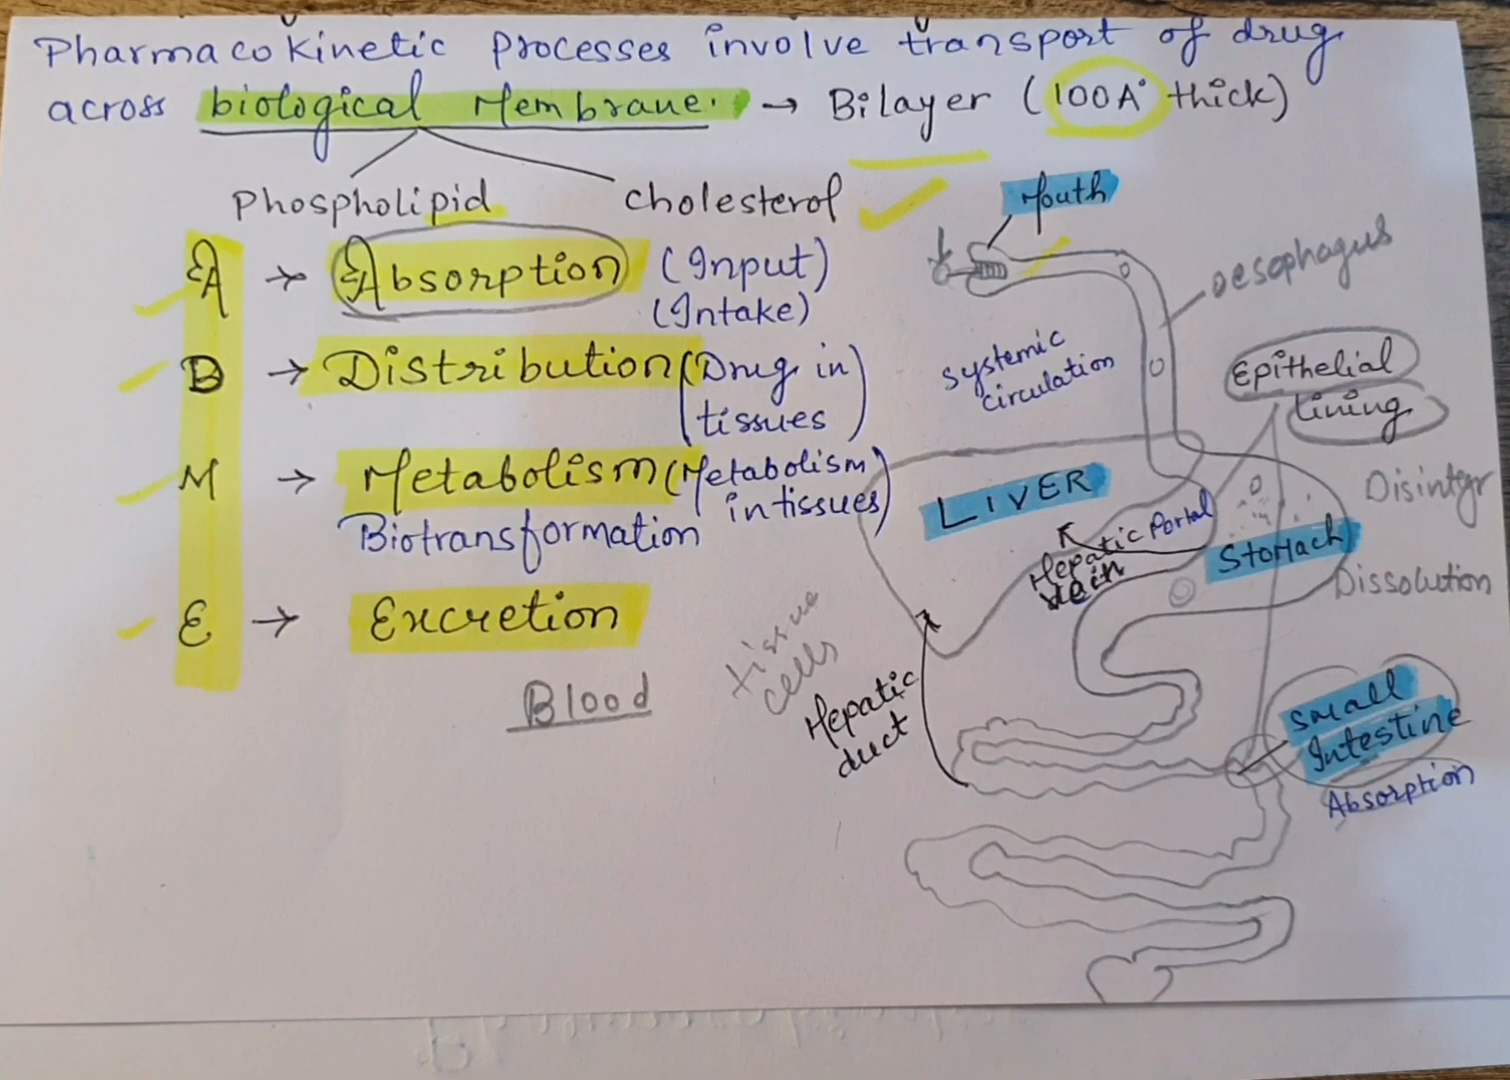 Pharmacokinetic processes involve transport of drug
across biological Membrane. → Bilayer (100A° thick)
Phospholipid
cholesterol
A → Absorption (Input)
(Intake)
D → Distribution (Drug in
tissues)
M → Metabolism (Metabolism
in tissues)
Biotransformation
E → Excretion
Blood
Mouth
oesophagus
systemic
circulation
Epithelial
lining
LIVER
Disintgr
Hepatic Portal
vein
Stomach
Dissolution
tissue
cells
Hepatic
duct
small
Intestine
Absorption